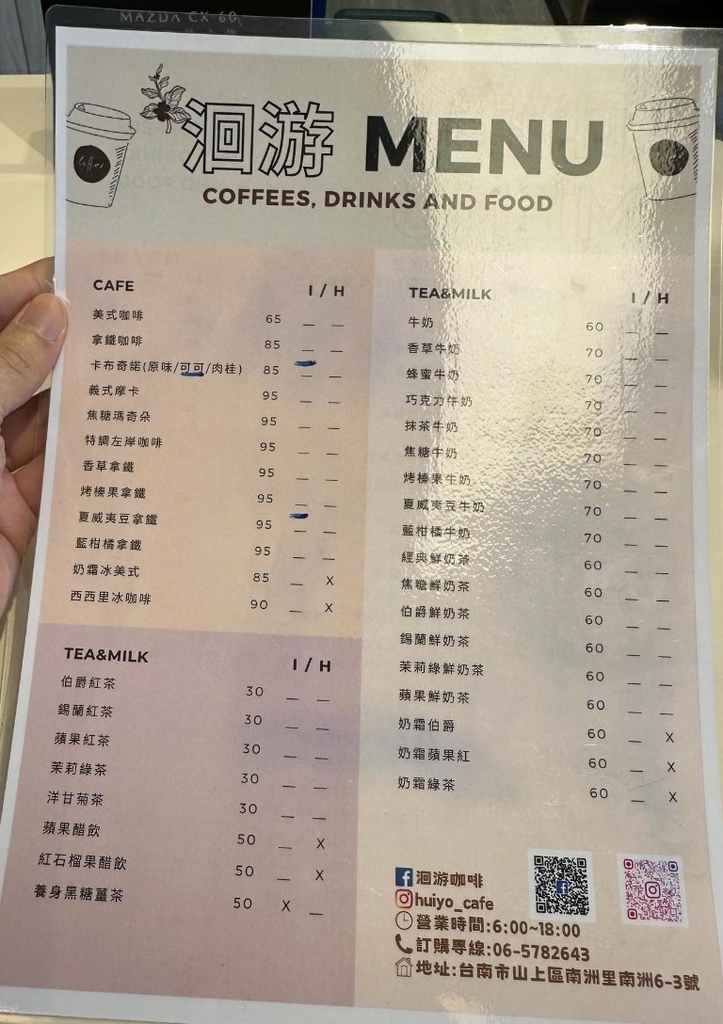 MAZDA CX-60
洄游 MENU
COFFEES, DRINKS AND FOOD
CAFE I / H
美式咖啡 65 _ _
拿鐵咖啡 85 _ _
卡布奇諾(原味/可可/肉桂) 85 _ _
義式摩卡 95 _ _
焦糖瑪奇朵 95 _ _
特調左岸咖啡 95 _ _
香草拿鐵 95 _ _
烤榛果拿鐵 95 _ _
夏威夷豆拿鐵 95 _ _
藍柑橘拿鐵 95 _ _
奶霜冰美式 85 _ X
西西里冰咖啡 90 _ X
TEA&MILK I / H
伯爵紅茶 30 _ _
錫蘭紅茶 30 _ _
蘋果紅茶 30 _ _
茉莉綠茶 30 _ _
洋甘菊茶 30 _ _
蘋果醋飲 50 _ X
紅石榴果醋飲 50 _ X
養身黑糖薑茶 50 X _
TEA&MILK I / H
牛奶 60 _ _
香草牛奶 70 _ _
蜂蜜牛奶 70 _ _
巧克力牛奶 70 _ _
抹茶牛奶 70 _ _
焦糖牛奶 70 _ _
烤榛果牛奶 70 _ _
夏威夷豆牛奶 70 _ _
藍柑橘牛奶 70 _ _
經典鮮奶茶 60 _ _
焦糖鮮奶茶 60 _ _
伯爵鮮奶茶 60 _ _
錫蘭鮮奶茶 60 _ _
茉莉綠鮮奶茶 60 _ _
蘋果鮮奶茶 60 _ _
奶霜伯爵 60 _ X
奶霜蘋果紅 60 _ X
奶霜綠茶 60 _ X
洄游咖啡
huiyo_cafe
營業時間:6:00~18:00
訂購專線:06-5782643
地址:台南市山上區南洲里南洲6-3號